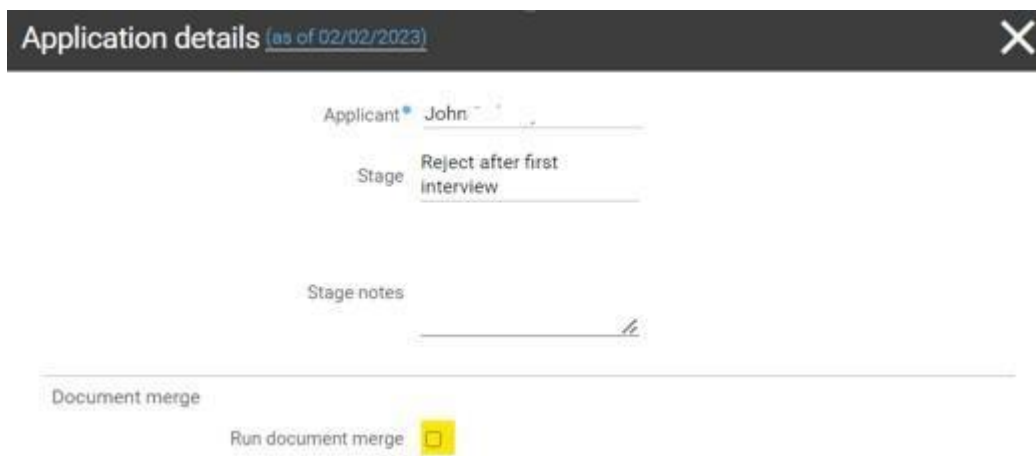 Application details (as of 02/02/2023)
Applicant John
Stage Reject after first
interview
Stage notes
Document merge
Run document merge